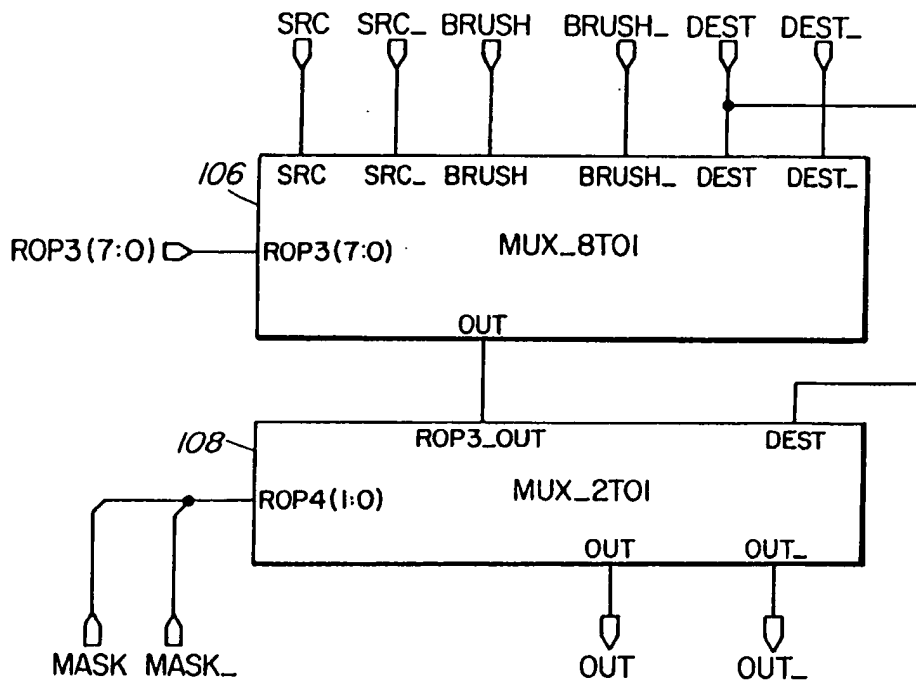 SRC SRC_ BRUSH BRUSH_ DEST DEST_
106
SRC SRC_ BRUSH BRUSH_ DEST DEST_
ROP3(7:0) ROP3(7:0) MUX_8TO1
OUT
108
ROP3_OUT DEST
ROP4(1:0) MUX_2TO1
OUT OUT_
MASK MASK_ OUT OUT_